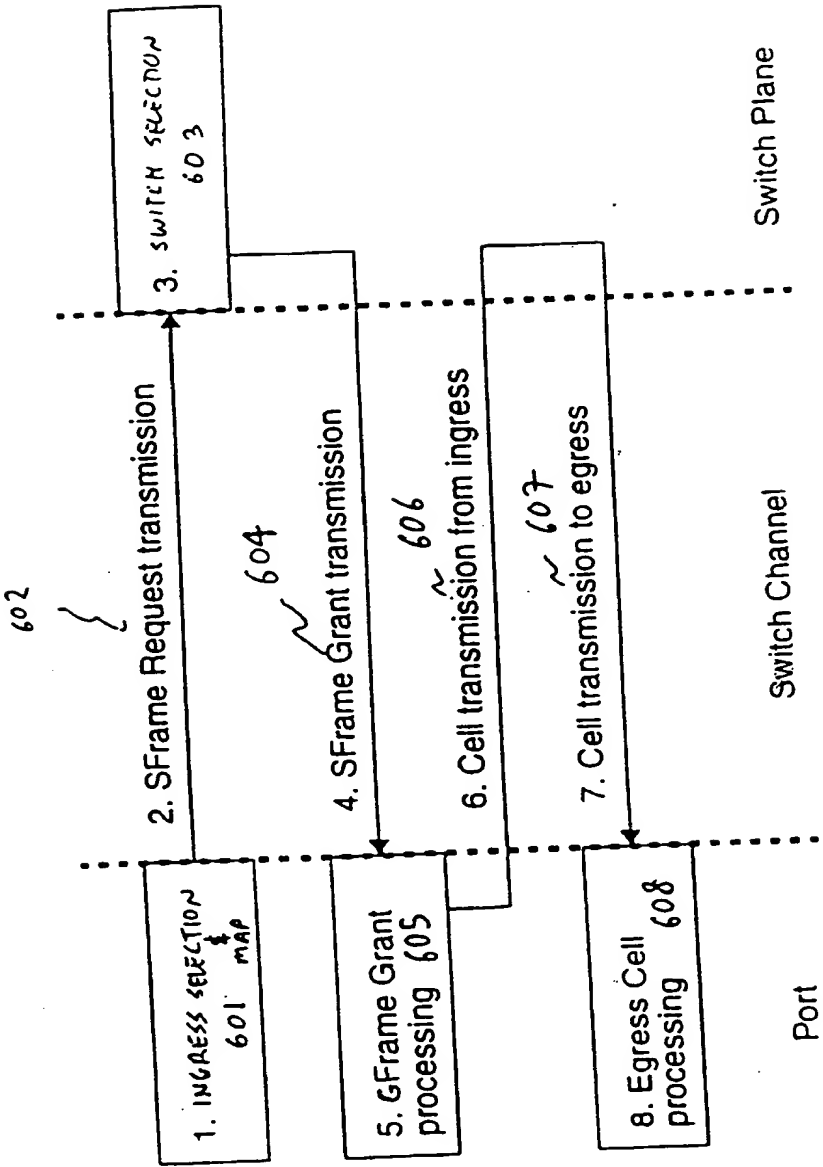 602
1. INGRESS SELECTION
&
601 MAP
2. SFrame Request transmission
3. SWITCH SELECTION
603
604
4. SFrame Grant transmission
5. GFrame Grant
processing 605
606
6. Cell transmission from ingress
607
7. Cell transmission to egress
8. Egress Cell
processing 608
Port
Switch Channel
Switch Plane